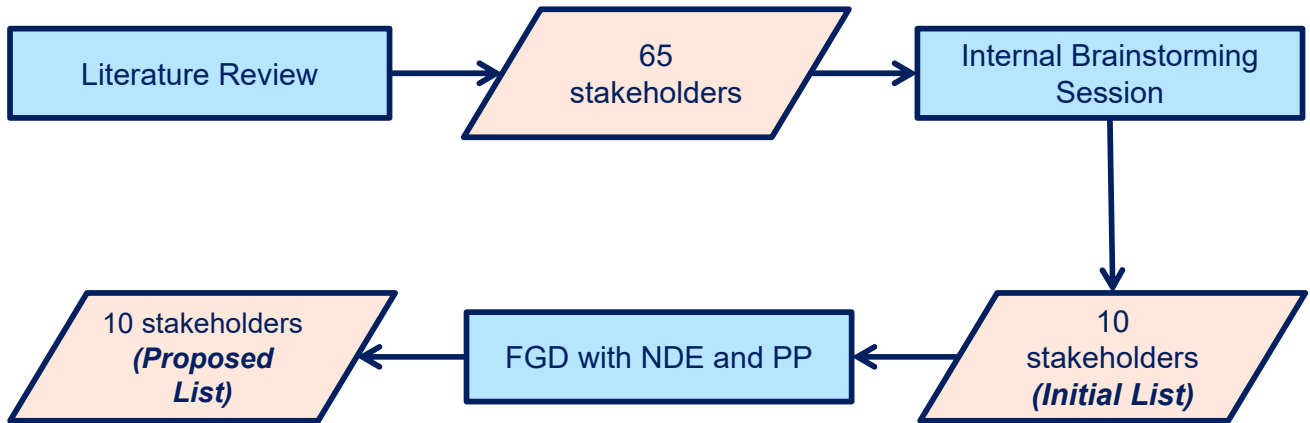 Literature Review
65
stakeholders
Internal Brainstorming
Session
10
stakeholders
(Initial List)
FGD with NDE and PP
10 stakeholders
(Proposed
List)